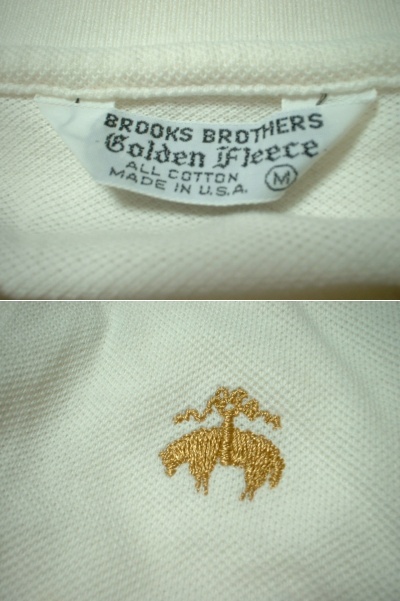 BROOKS BROTHERS
Golden Fleece
ALL COTTON
MADE IN U.S.A. M